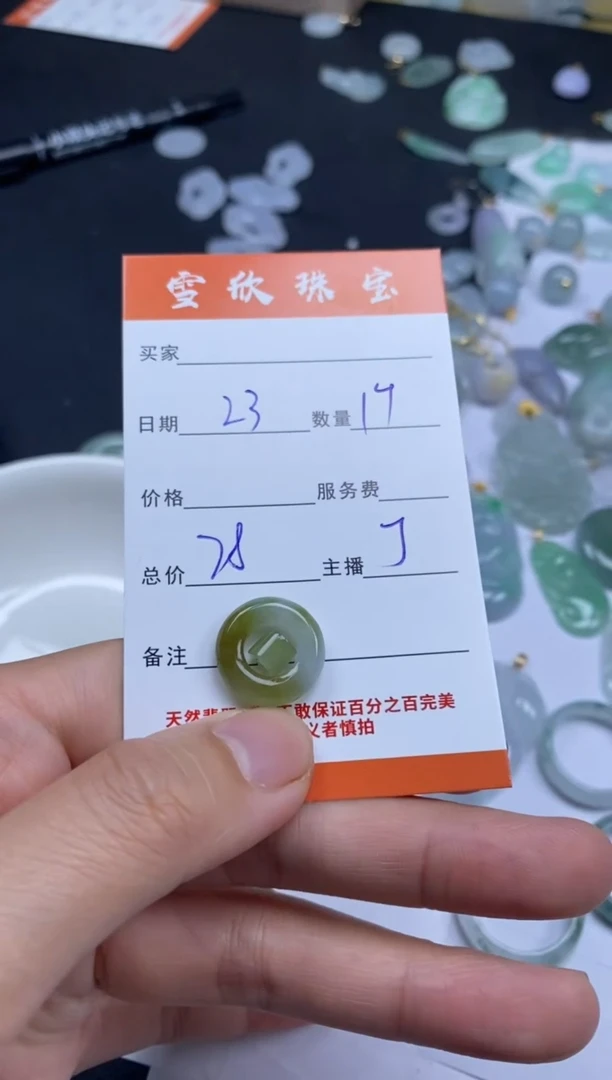 雪欣珠宝
买家
日期 23 数量 17
价格 服务费
总价 28 主播 J
备注
天然翡 敢保证百分之百完美
义者慎拍